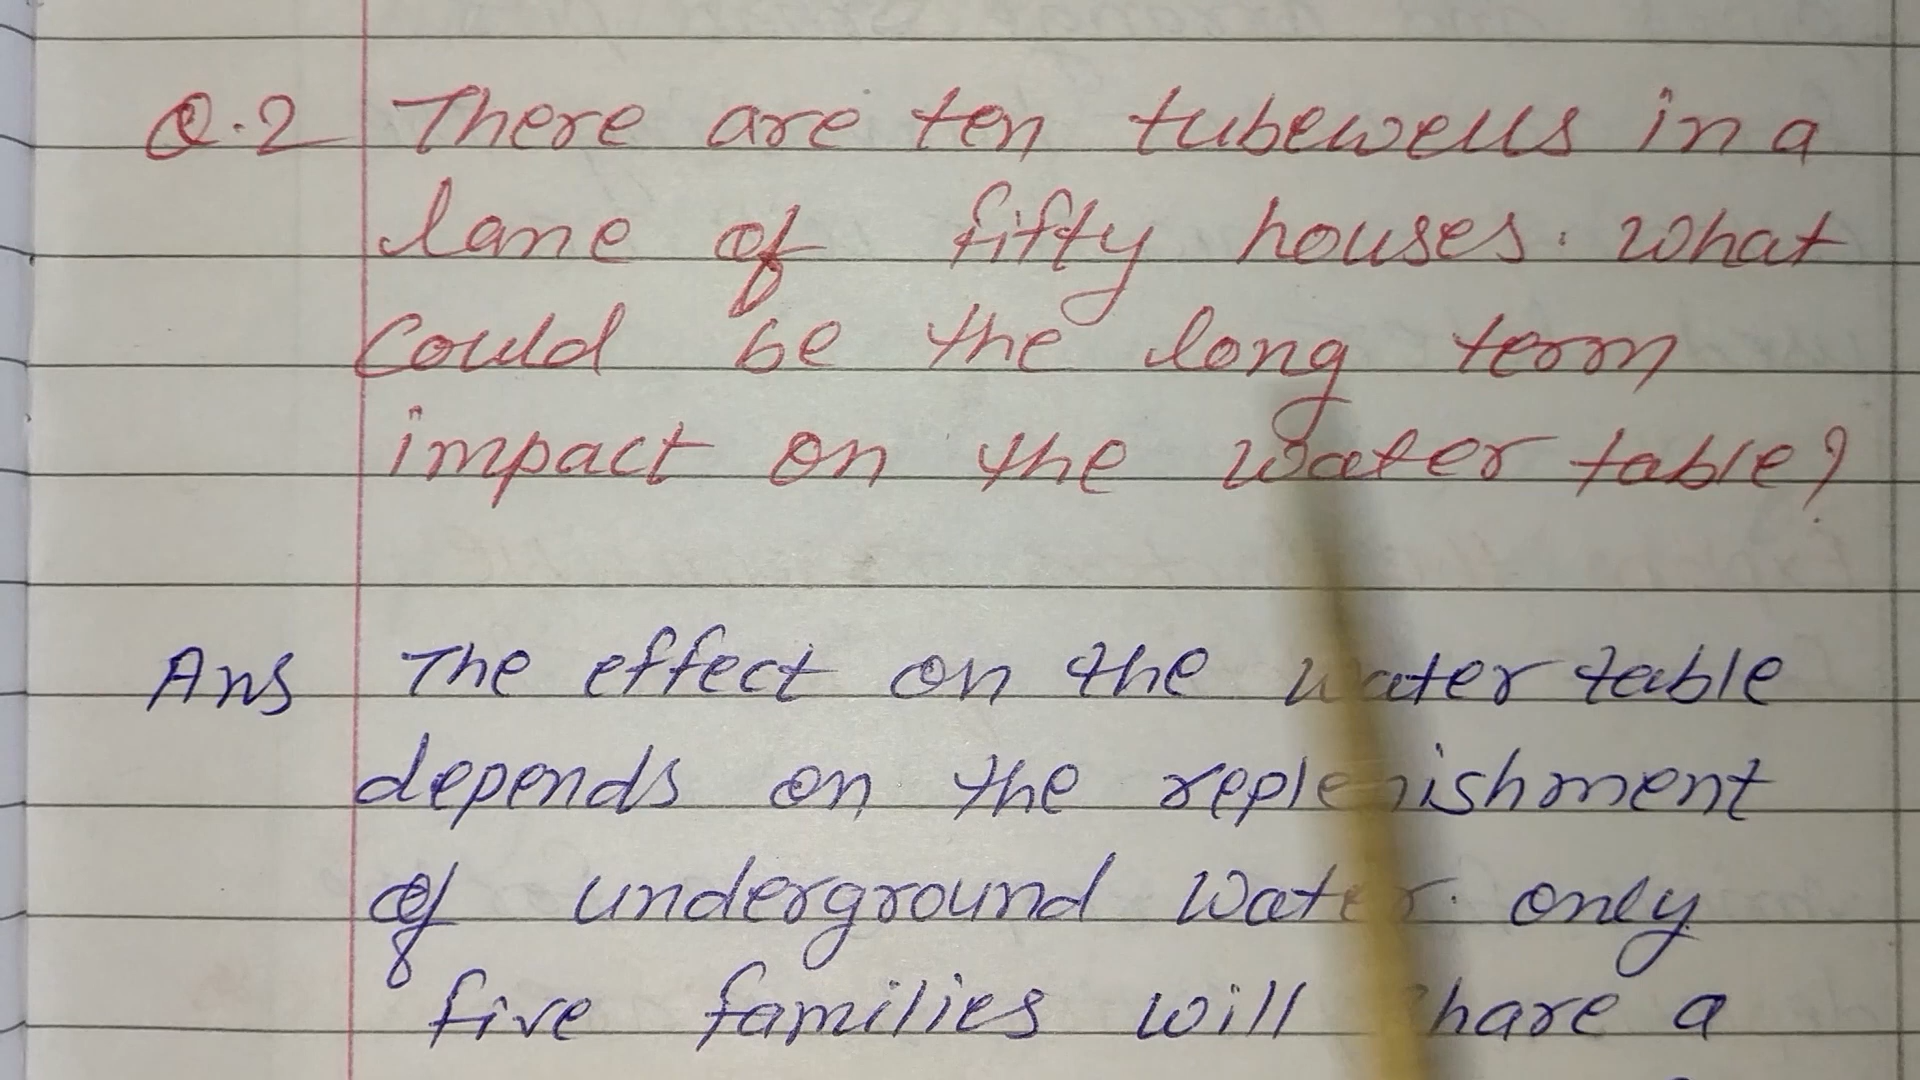 Q.2 There are ten tubewells in a
lane of fifty houses. What
Could be the long term
impact on the water table?
Ans The effect on the water table
depends on the replenishment
of underground water. only
five families will share a